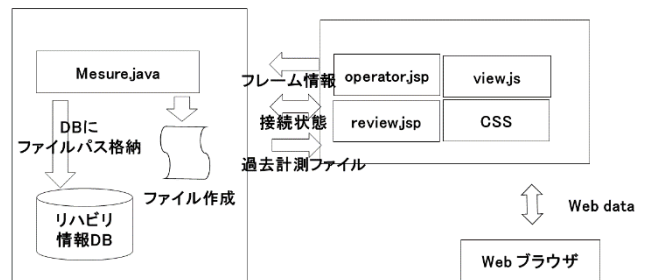 Mesure.java
DBに
ファイルパス格納
ファイル作成
リハビリ
情報DB
フレーム情報
接続状態
過去計測ファイル
operator.jsp
view.js
review.jsp
CSS
Web data
Web ブラウザ